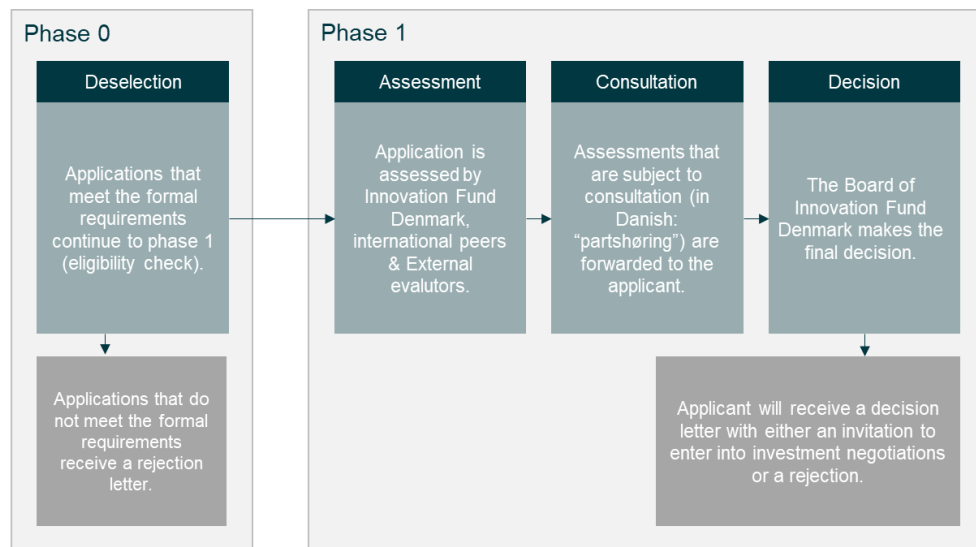 Phase 0
Deselection
Applications that
meet the formal
requirements
continue to phase 1
(eligibility check).
Applications that do
not meet the formal
requirements
receive a rejection
letter.
Phase 1
Assessment
Application is
assessed by
Innovation Fund
Denmark,
international peers
& External
evalutors.
Consultation
Assessments that
are subject to
consultation (in
Danish:
“partshøring”) are
forwarded to the
applicant.
Decision
The Board of
Innovation Fund
Denmark makes the
final decision.
Applicant will receive a decision
letter with either an invitation to
enter into investment negotiations
or a rejection.